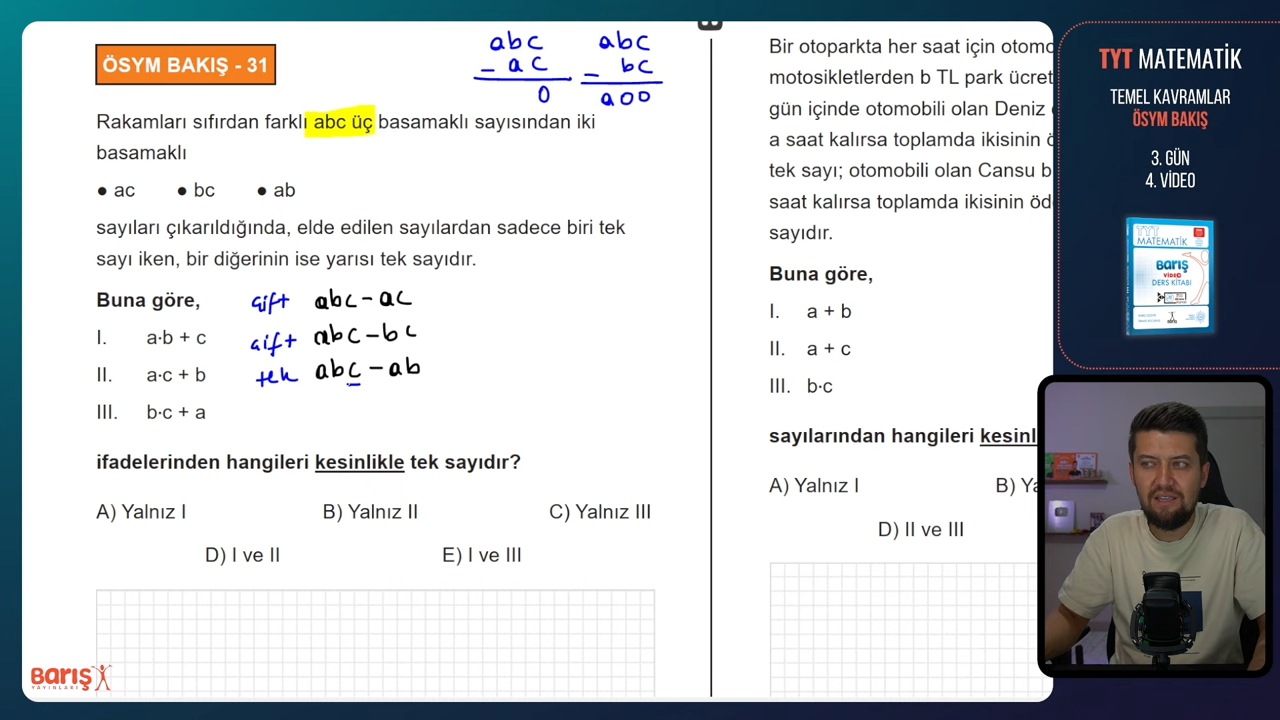 ÖSYM BAKIŞ - 31
abc
- ac
0
abc
- bc
a00
Rakamları sıfırdan farklı abc üç basamaklı sayısından iki
basamaklı
● ac ● bc ● ab
sayıları çıkarıldığında, elde edilen sayılardan sadece biri tek
sayı iken, bir diğerinin ise yarısı tek sayıdır.
Buna göre,
I. a·b + c
II. a·c + b
III. b·c + a
çift abc - ac
çift abc - bc
tek abc - ab
ifadelerinden hangileri kesinlikle tek sayıdır?
A) Yalnız I B) Yalnız II C) Yalnız III
D) I ve II E) I ve III
BARIŞ
YAYINLARI
Bir otoparkta her saat için otomo
motosikletlerden b TL park ücret
gün içinde otomobili olan Deniz
a saat kalırsa toplamda ikisinin ö
tek sayı; otomobili olan Cansu b
saat kalırsa toplamda ikisinin öd
sayıdır.
Buna göre,
I. a + b
II. a + c
III. b·c
sayılarından hangileri kesinl
A) Yalnız I B) Ya
D) II ve III
TYT MATEMATİK
TEMEL KAVRAMLAR
ÖSYM BAKIŞ
3. GÜN
4. VİDEO
TYT
MATEMATİK
BARIŞ
VİDEO
DERS KİTABI